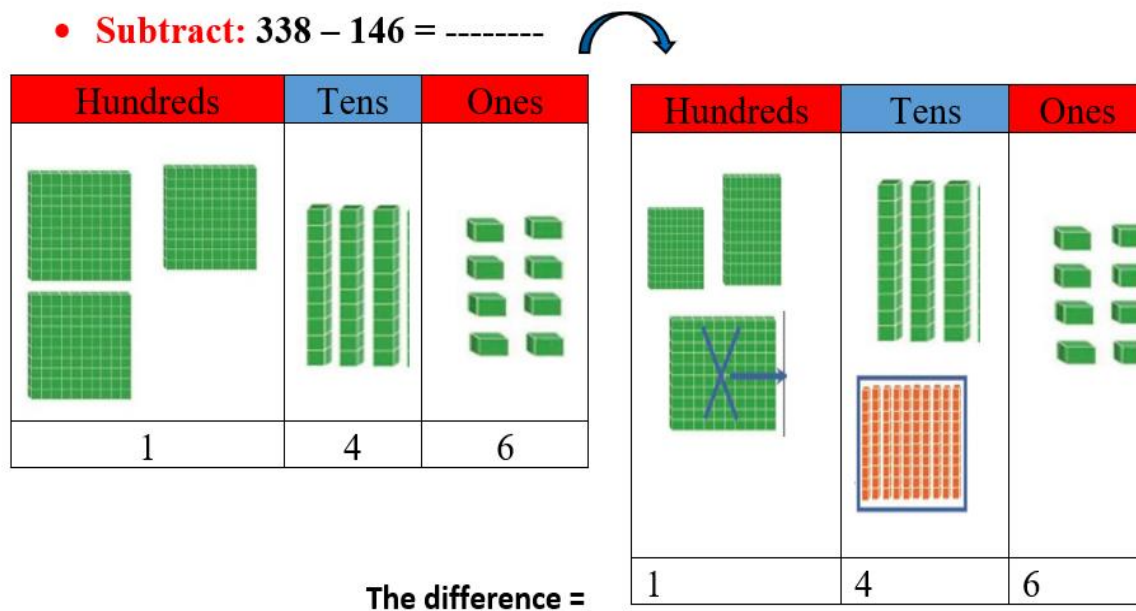 • Subtract: 338 – 146 = --------
Hundreds Tens Ones
1 4 6
Hundreds Tens Ones
1 4 6
The difference =